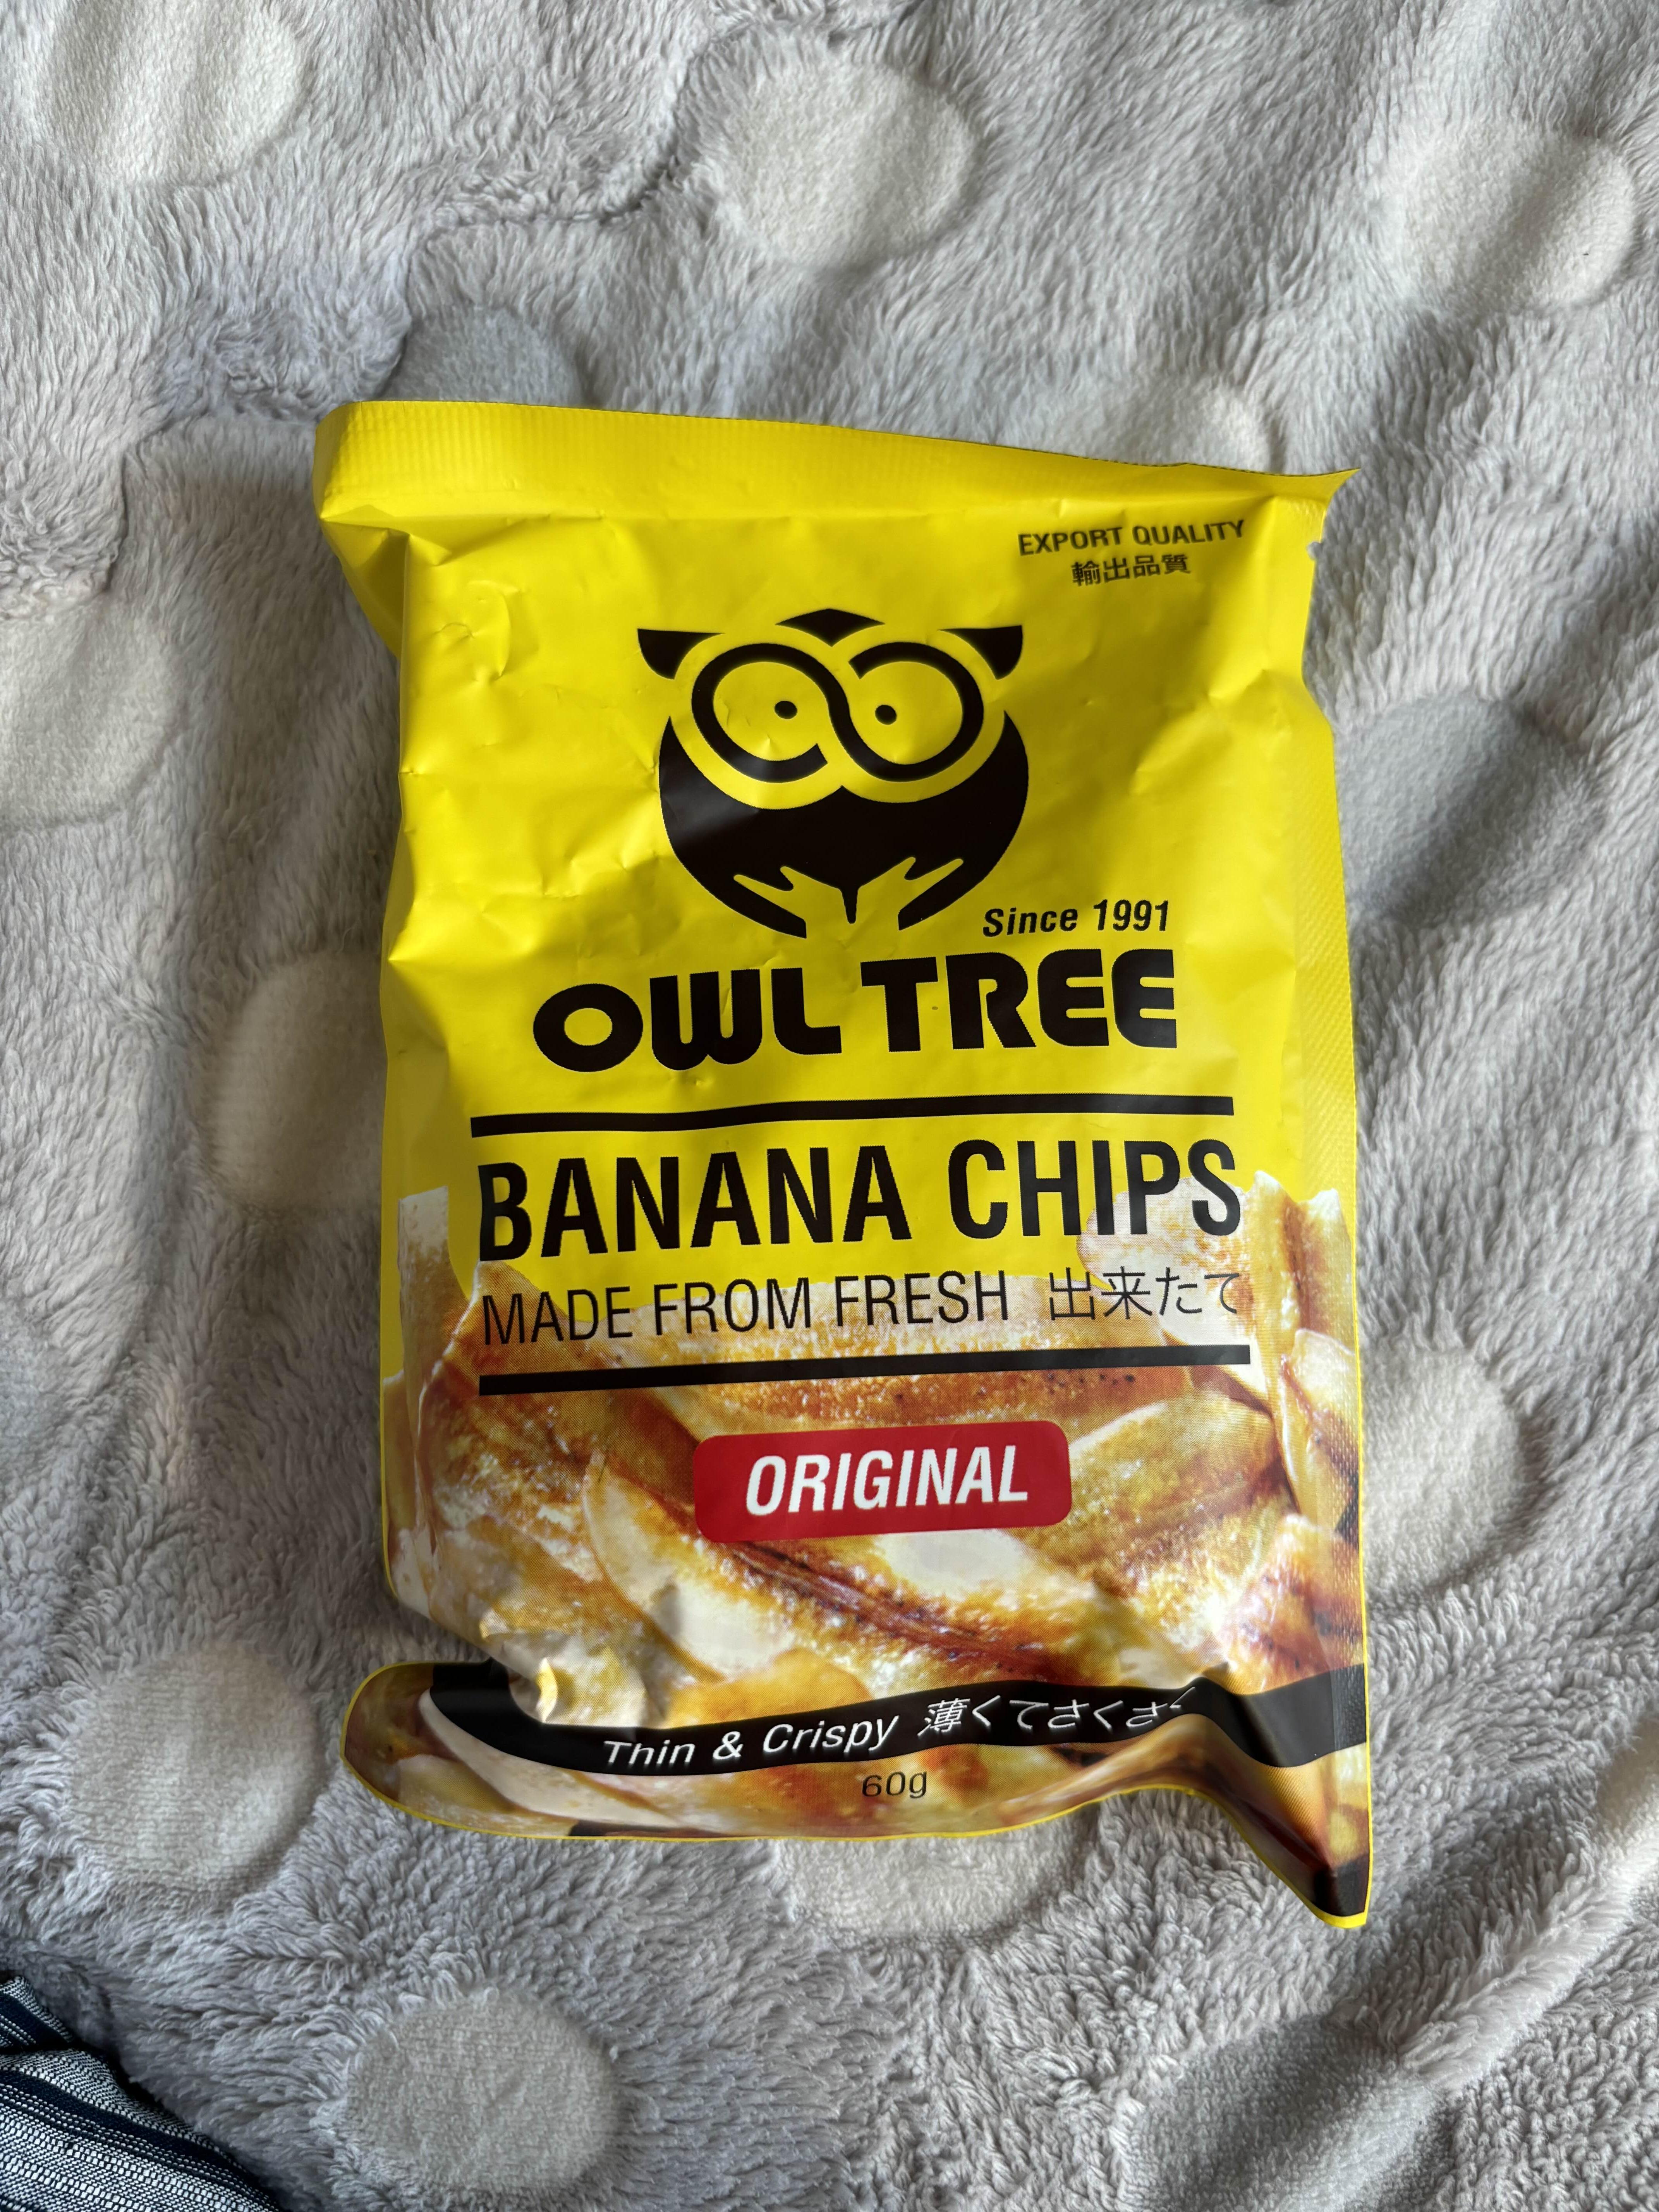 EXPORT QUALITY
輸出品質
Since 1991
OWL TREE
BANANA CHIPS
MADE FROM FRESH 出来たて
ORIGINAL
Thin & Crispy 薄くてさくさく
60g